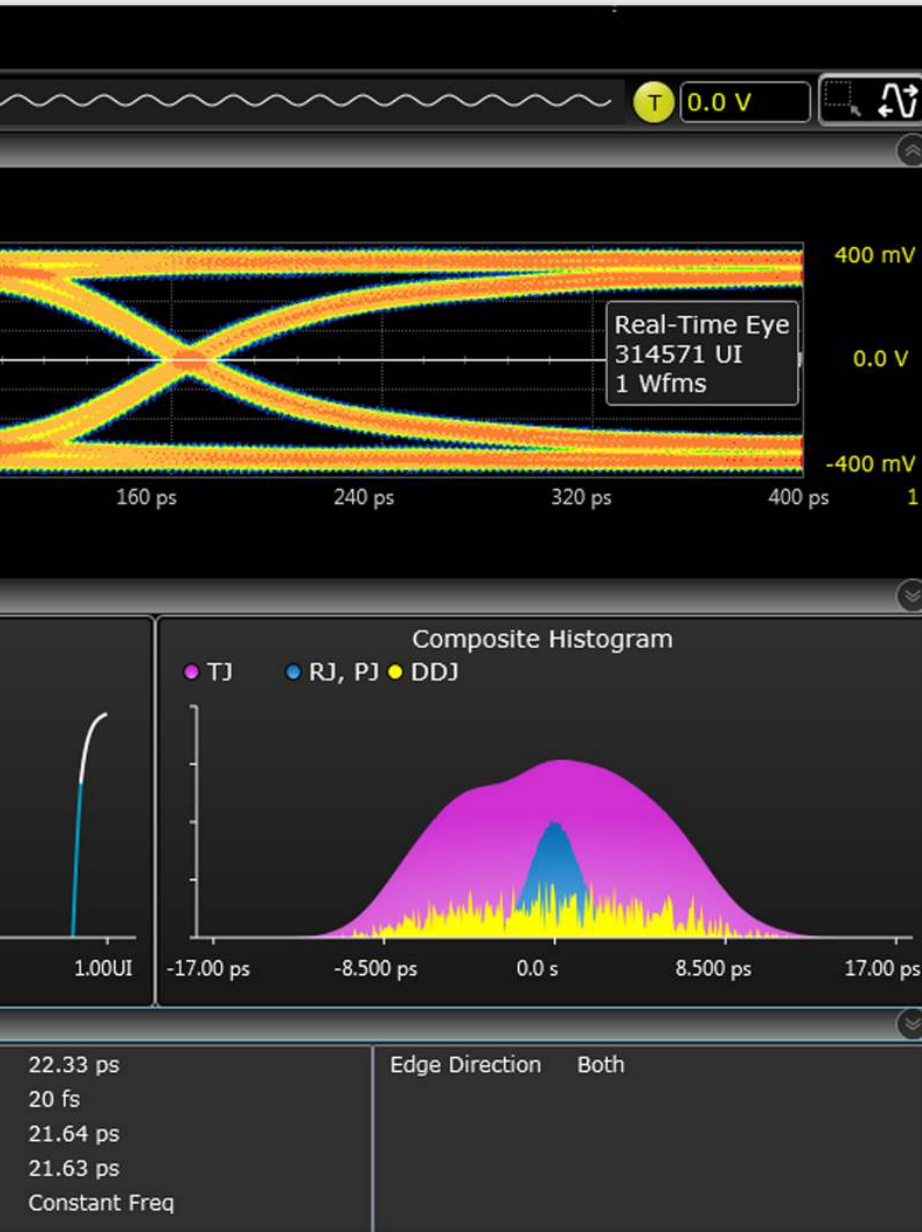 T 0.0 V
400 mV
Real-Time Eye
314571 UI
1 Wfms
0.0 V
-400 mV
160 ps 240 ps 320 ps 400 ps 1
Composite Histogram
TJ RJ, PJ DDJ
1.00UI -17.00 ps -8.500 ps 0.0 s 8.500 ps 17.00 ps
22.33 ps Edge Direction Both
20 fs
21.64 ps
21.63 ps
Constant Freq